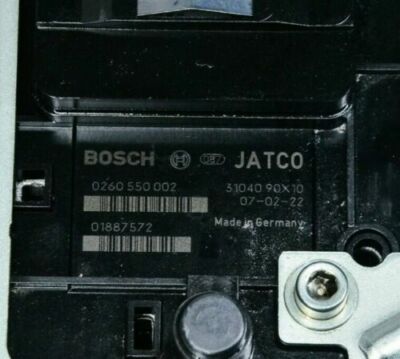 BOSCH JATCO
0260 550 002 31040 90X10
07-02-22
01887572 Made in Germany